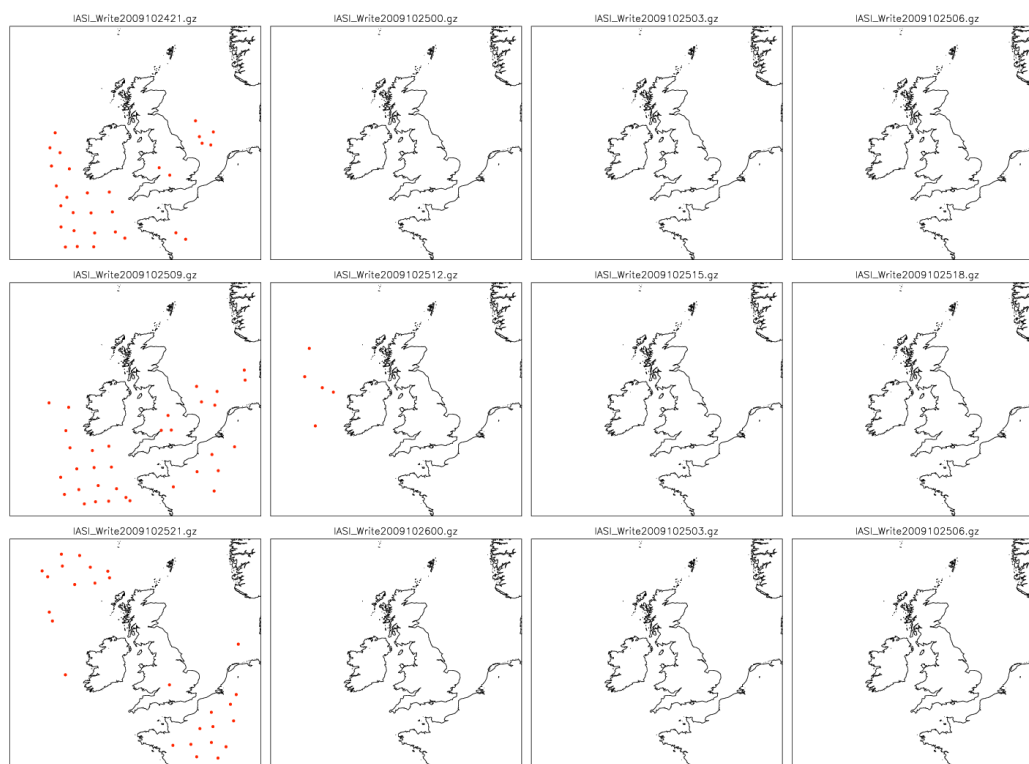 IASI_Write2009102421.gz
IASI_Write2009102500.gz
IASI_Write2009102503.gz
IASI_Write2009102506.gz
IASI_Write2009102509.gz
IASI_Write2009102512.gz
IASI_Write2009102515.gz
IASI_Write2009102518.gz
IASI_Write2009102521.gz
IASI_Write2009102600.gz
IASI_Write2009102503.gz
IASI_Write2009102506.gz